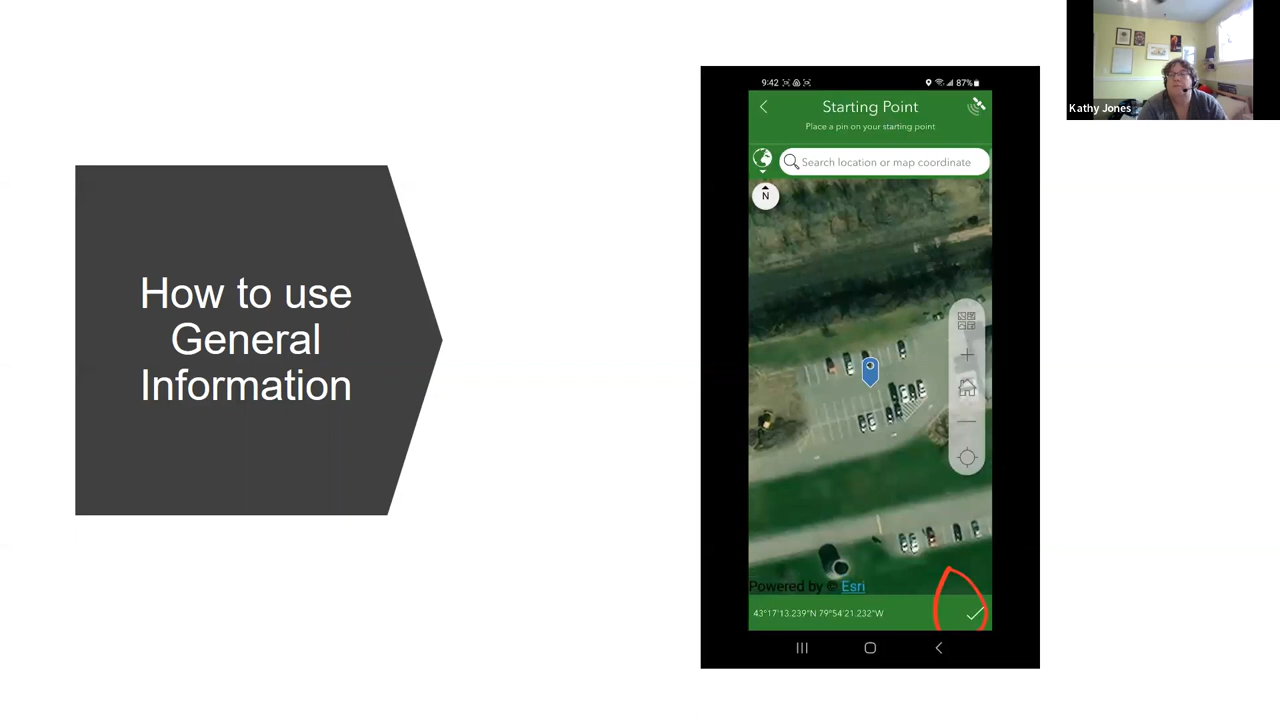 How to use
General
Information
9:42
87%
Starting Point
Place a pin on your starting point
Search location or map coordinate
N
Powered by © Esri
43°17'13.239"N 79°54'21.232"W
Kathy Jones